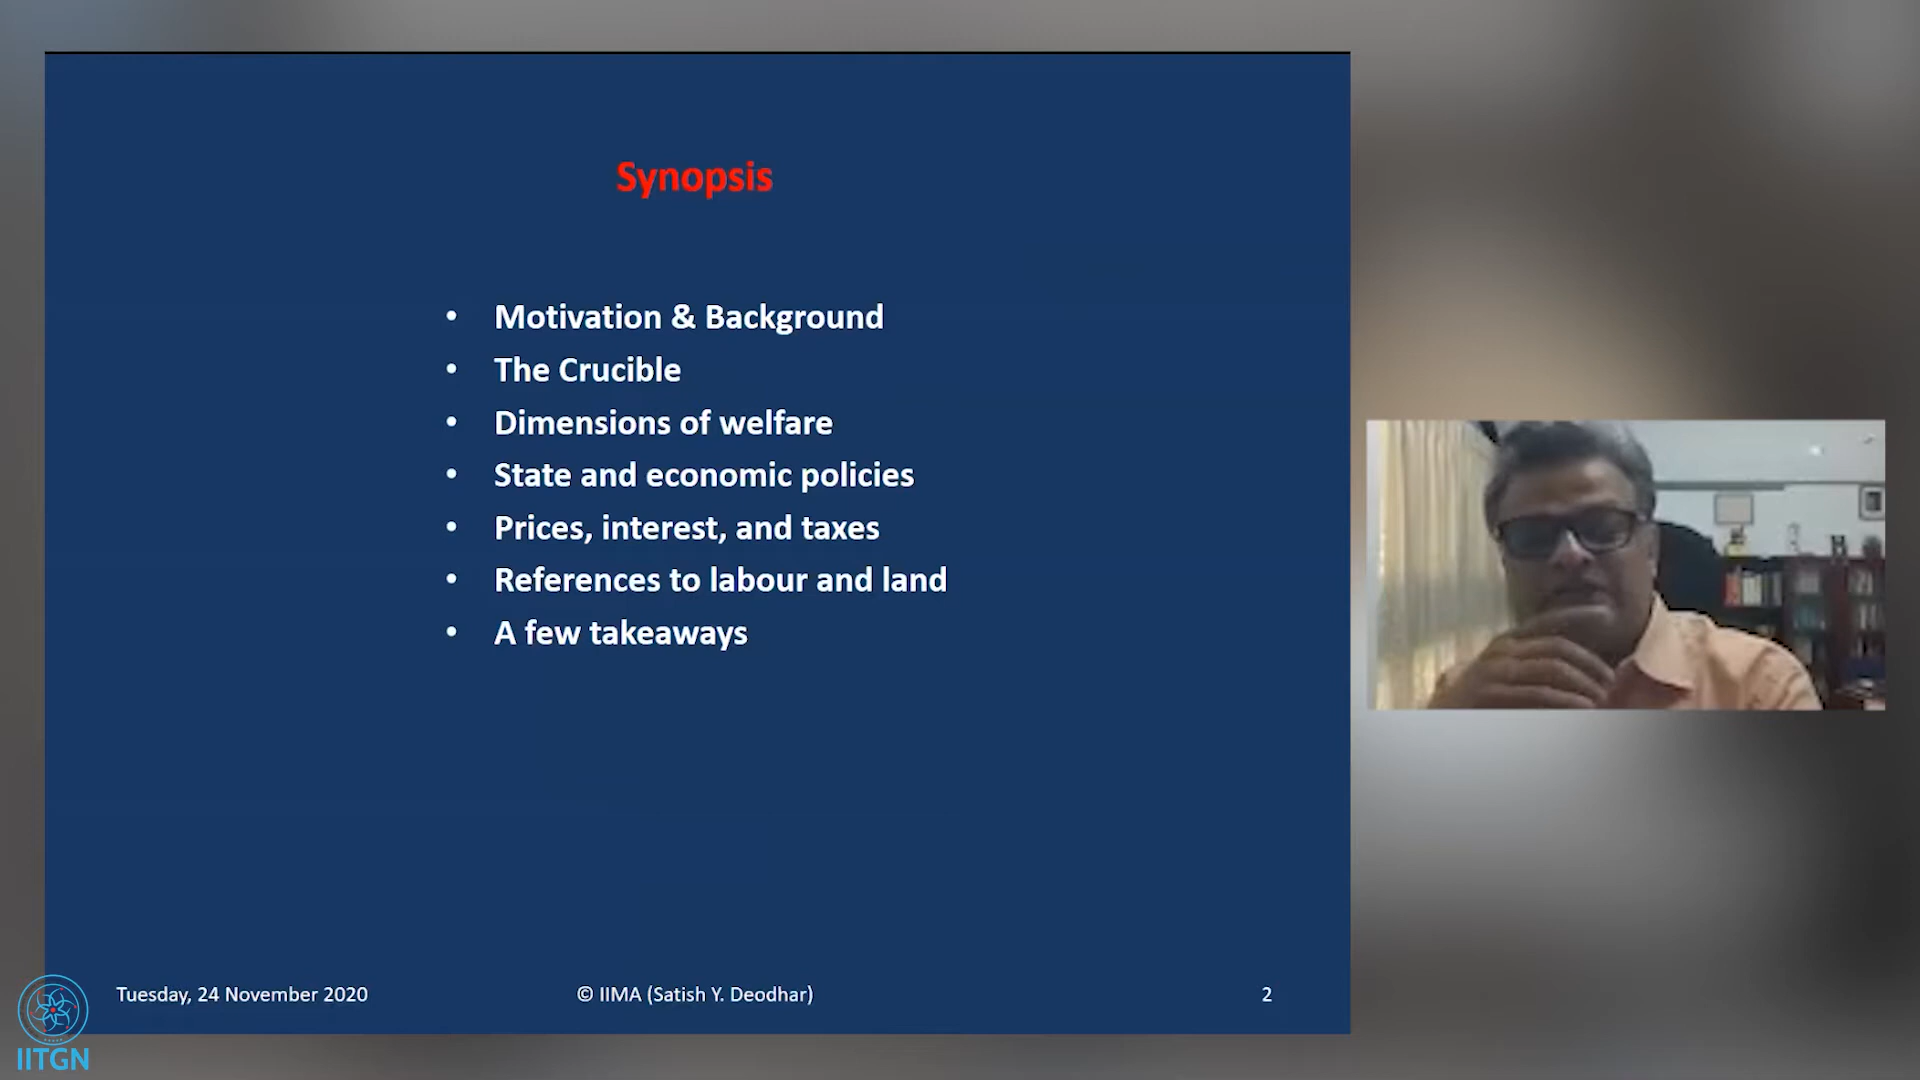 Synopsis
• Motivation & Background
• The Crucible
• Dimensions of welfare
• State and economic policies
• Prices, interest, and taxes
• References to labour and land
• A few takeaways
Tuesday, 24 November 2020
© IIMA (Satish Y. Deodhar)
2
IITGN